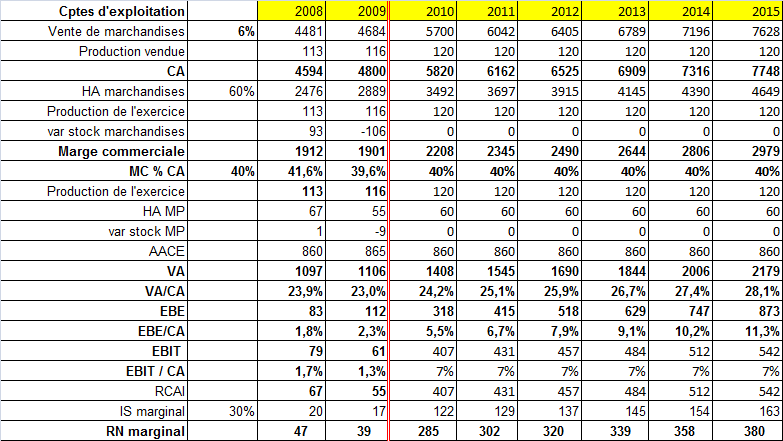 Cptes d'exploitation 2008 2009 2010 2011 2012 2013 2014 2015
Vente de marchandises 6% 4481 4684 5700 6042 6405 6789 7196 7628
Production vendue 113 116 120 120 120 120 120 120
CA 4594 4800 5820 6162 6525 6909 7316 7748
HA marchandises 60% 2476 2889 3492 3697 3915 4145 4390 4649
Production de l'exercice 113 116 120 120 120 120 120 120
var stock marchandises 93 -106 0 0 0 0 0 0
Marge commerciale 1912 1901 2208 2345 2490 2644 2806 2979
MC % CA 40% 41,6% 39,6% 40% 40% 40% 40% 40% 40%
Production de l'exercice 113 116 120 120 120 120 120 120
HA MP 67 55 60 60 60 60 60 60
var stock MP 1 -9 0 0 0 0 0 0
AACE 860 865 860 860 860 860 860 860
VA 1097 1106 1408 1545 1690 1844 2006 2179
VA/CA 23,9% 23,0% 24,2% 25,1% 25,9% 26,7% 27,4% 28,1%
EBE 83 112 318 415 518 629 747 873
EBE/CA 1,8% 2,3% 5,5% 6,7% 7,9% 9,1% 10,2% 11,3%
EBIT 79 61 407 431 457 484 512 542
EBIT / CA 1,7% 1,3% 7% 7% 7% 7% 7% 7%
RCAI 67 55 407 431 457 484 512 542
IS marginal 30% 20 17 122 129 137 145 154 163
RN marginal 47 39 285 302 320 339 358 380